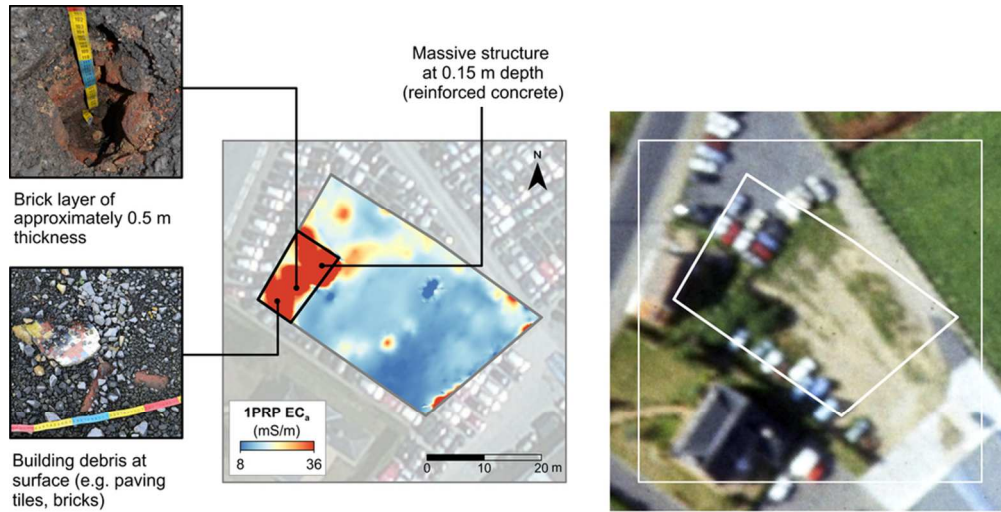 Massive structure
at 0.15 m depth
(reinforced concrete)
Brick layer of
approximately 0.5 m
thickness
N
1PRP ECa
(mS/m)
8 36
0 10 20 m
Building debris at
surface (e.g. paving
tiles, bricks)